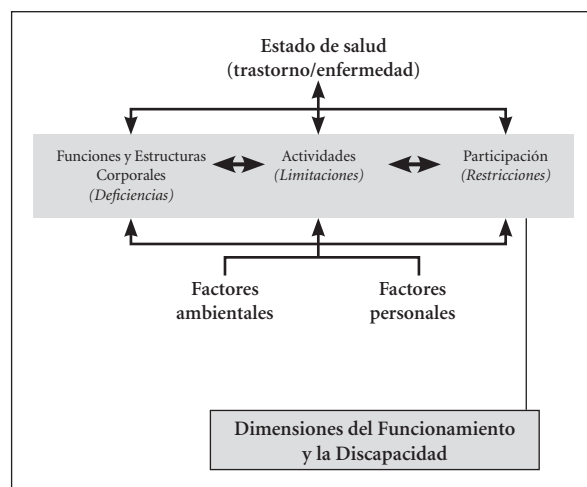 Estado de salud
(trastorno/enfermedad)
Funciones y Estructuras
Corporales
(Deficiencias)
Actividades
(Limitaciones)
Participación
(Restricciones)
Factores
ambientales
Factores
personales
Dimensiones del Funcionamiento
y la Discapacidad